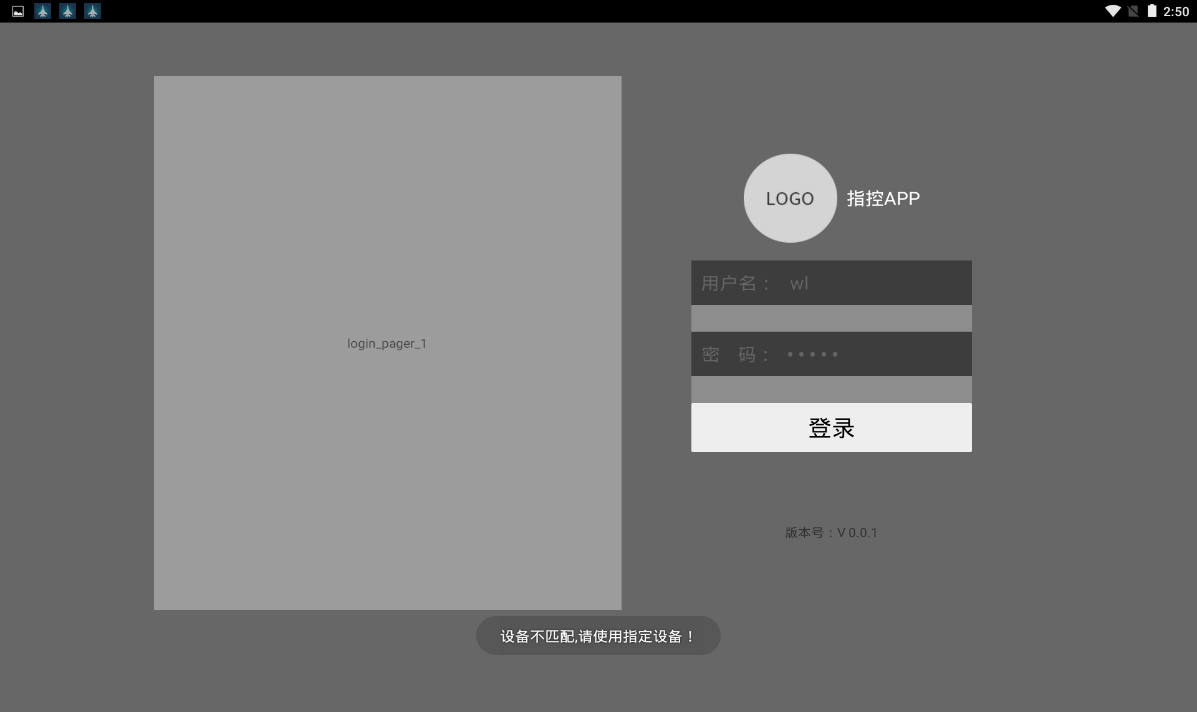 2:50
LOGO 指控APP
用户名： wl
login_pager_1
密 码： •••••
登录
版本号：V 0.0.1
设备不匹配,请使用指定设备！